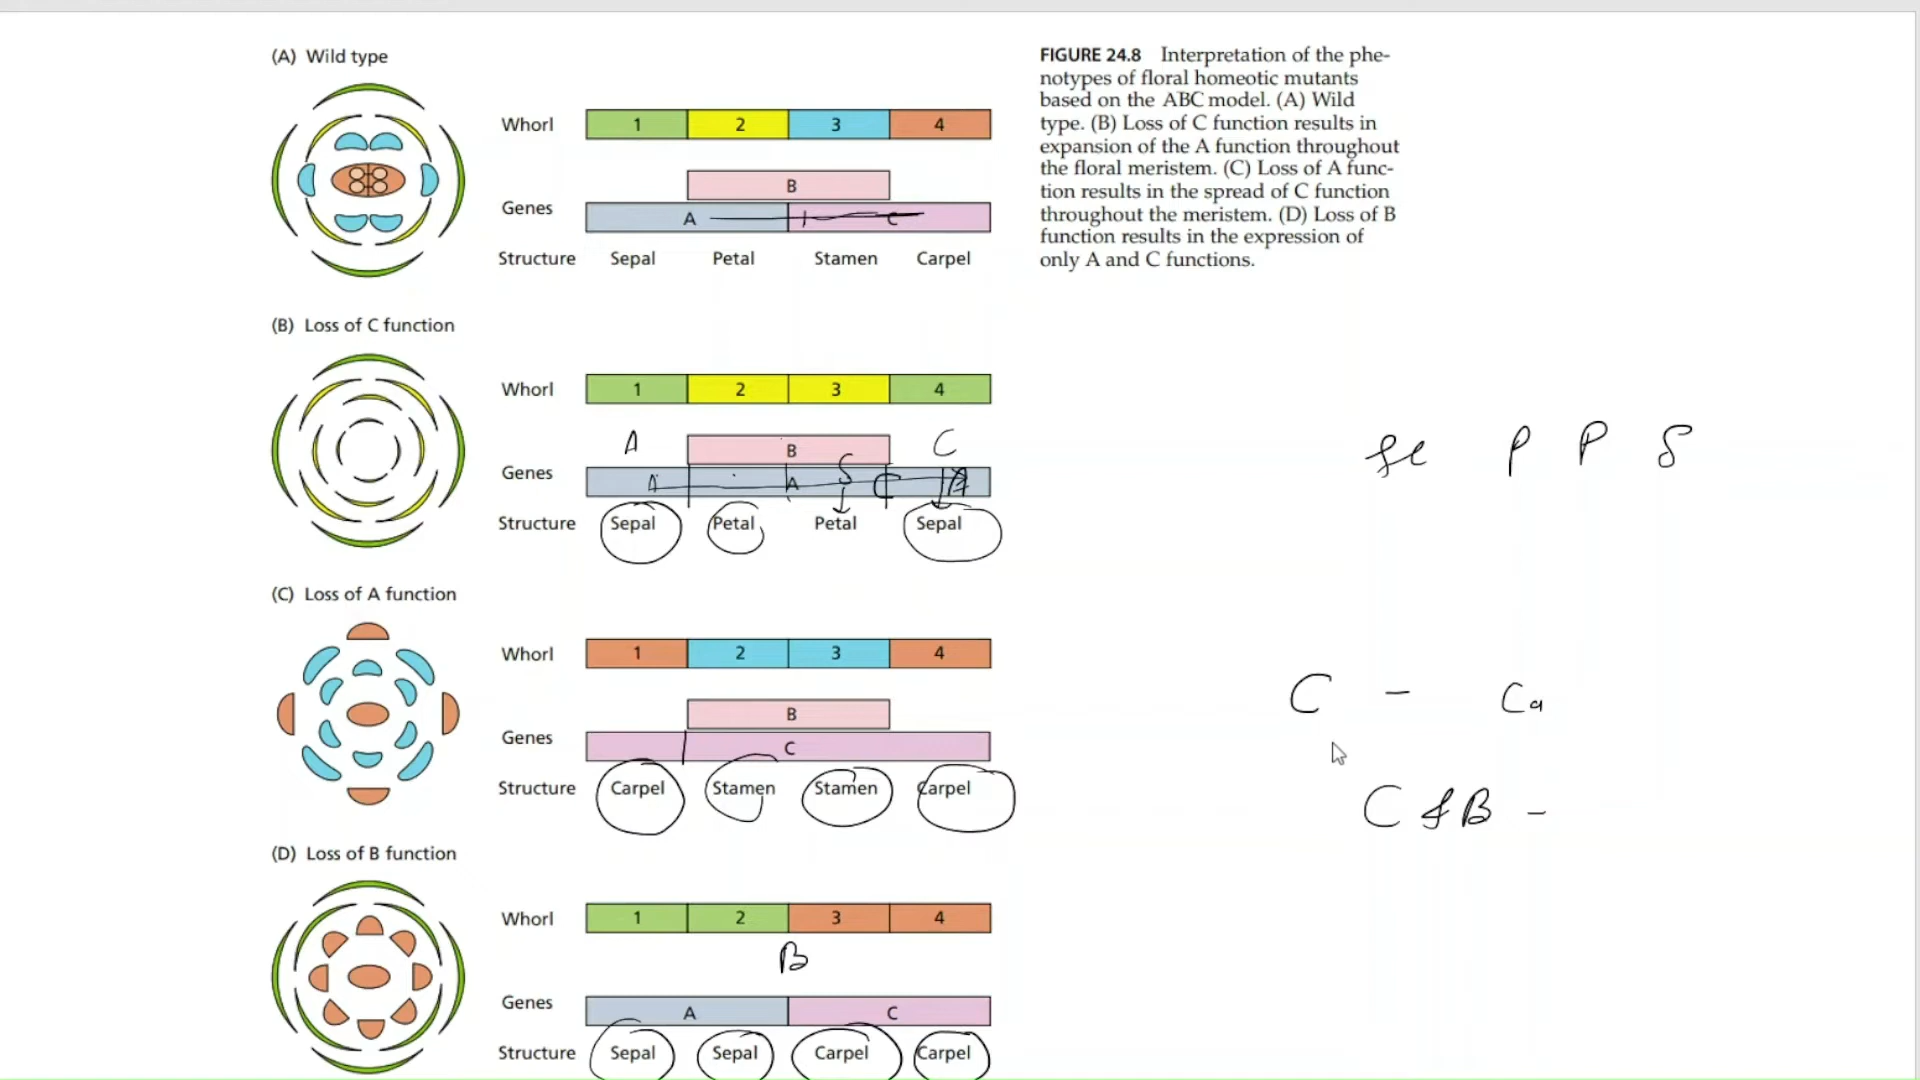 (A) Wild type
Whorl 1 2 3 4
B
Genes A C
Structure Sepal Petal Stamen Carpel
FIGURE 24.8 Interpretation of the phe-
notypes of floral homeotic mutants
based on the ABC model. (A) Wild
type. (B) Loss of C function results in
expansion of the A function throughout
the floral meristem. (C) Loss of A func-
tion results in the spread of C function
throughout the meristem. (D) Loss of B
function results in the expression of
only A and C functions.
(B) Loss of C function
Whorl 1 2 3 4
A B C
Genes A A S C A
Structure Sepal Petal Petal Sepal
Se P P S
(C) Loss of A function
Whorl 1 2 3 4
B
Genes C
Structure Carpel Stamen Stamen Carpel
C - Ca
C & B -
(D) Loss of B function
Whorl 1 2 3 4
B
Genes A C
Structure Sepal Sepal Carpel Carpel